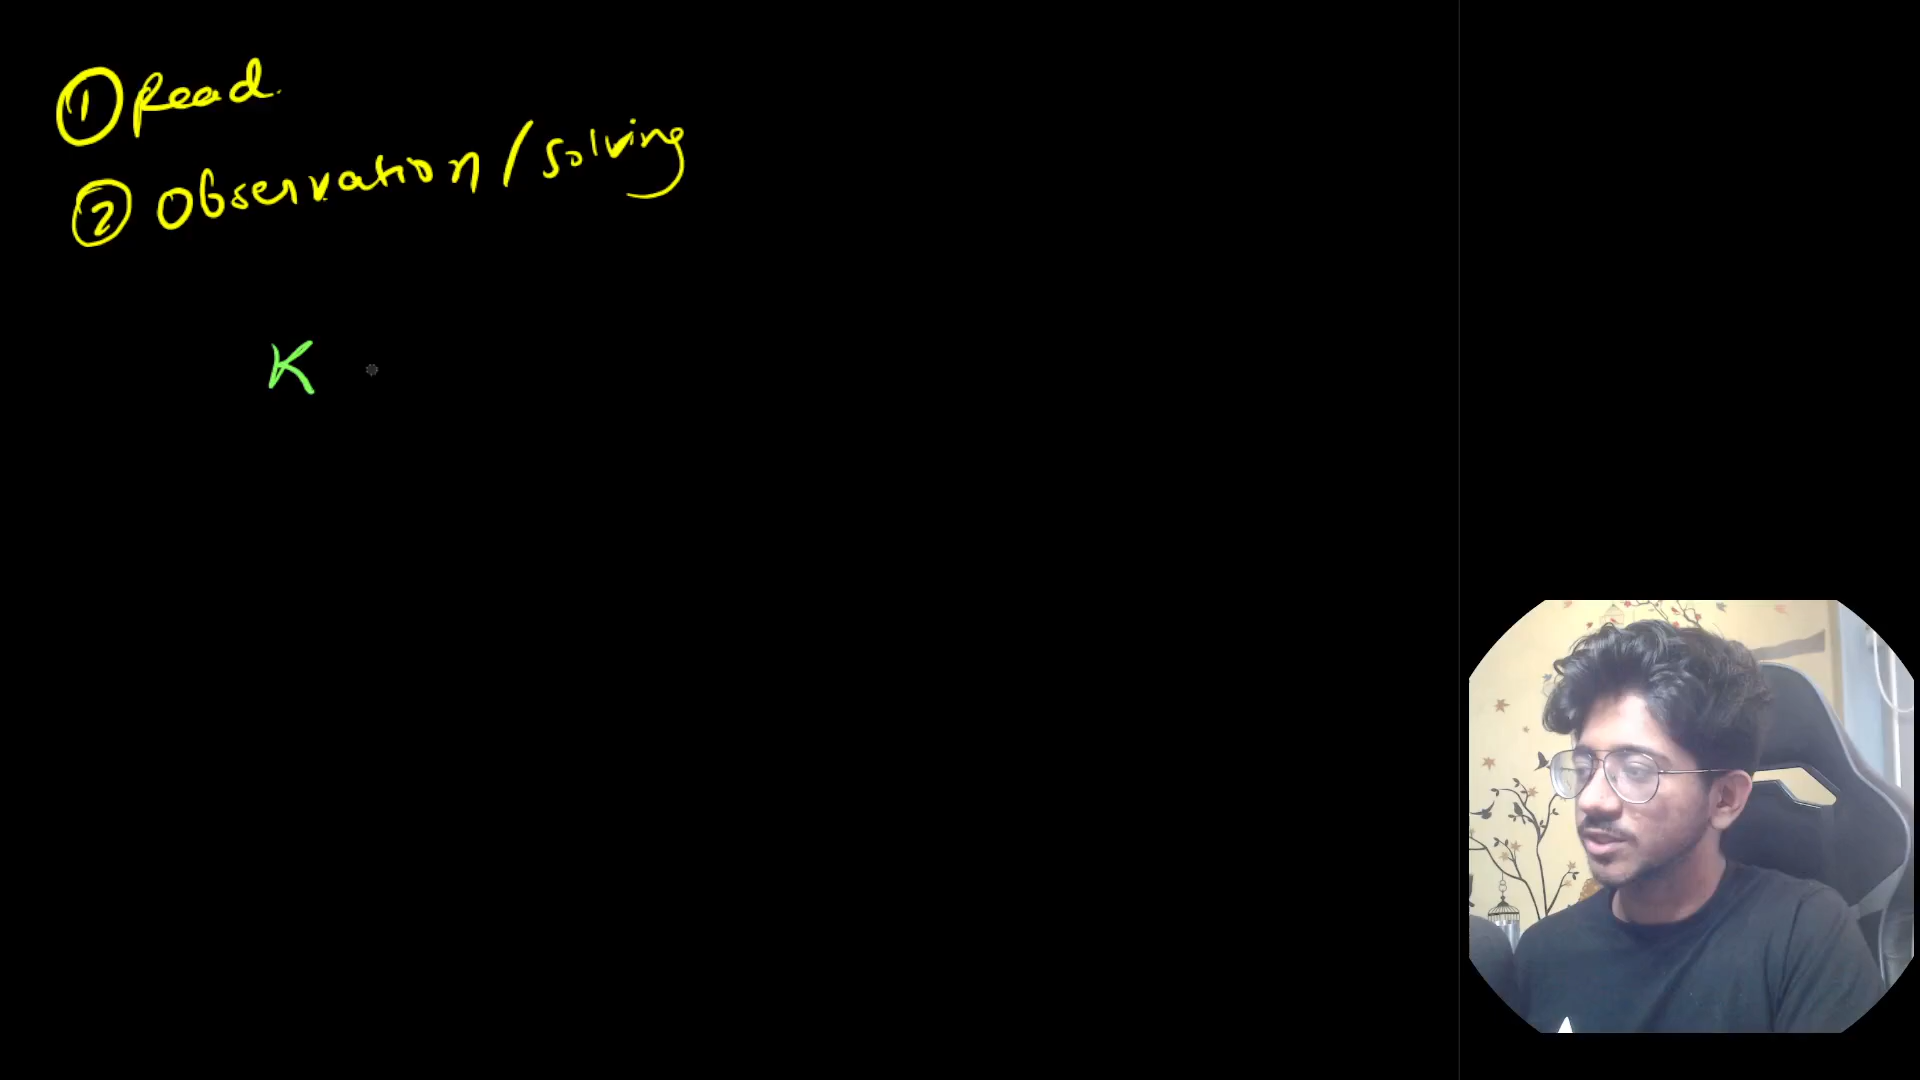 ① Read.
② Observation/solving
K